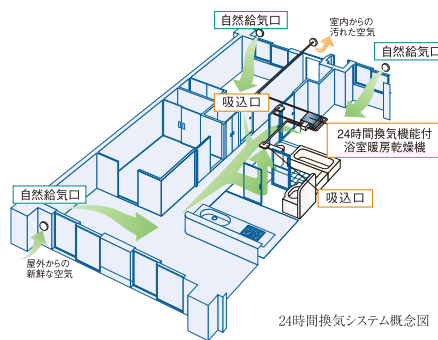 自然給気口
室内からの
汚れた空気
自然給気口
吸込口
24時間換気機能付
浴室暖房乾燥機
自然給気口
吸込口
屋外からの
新鮮な空気
24時間換気システム概念図